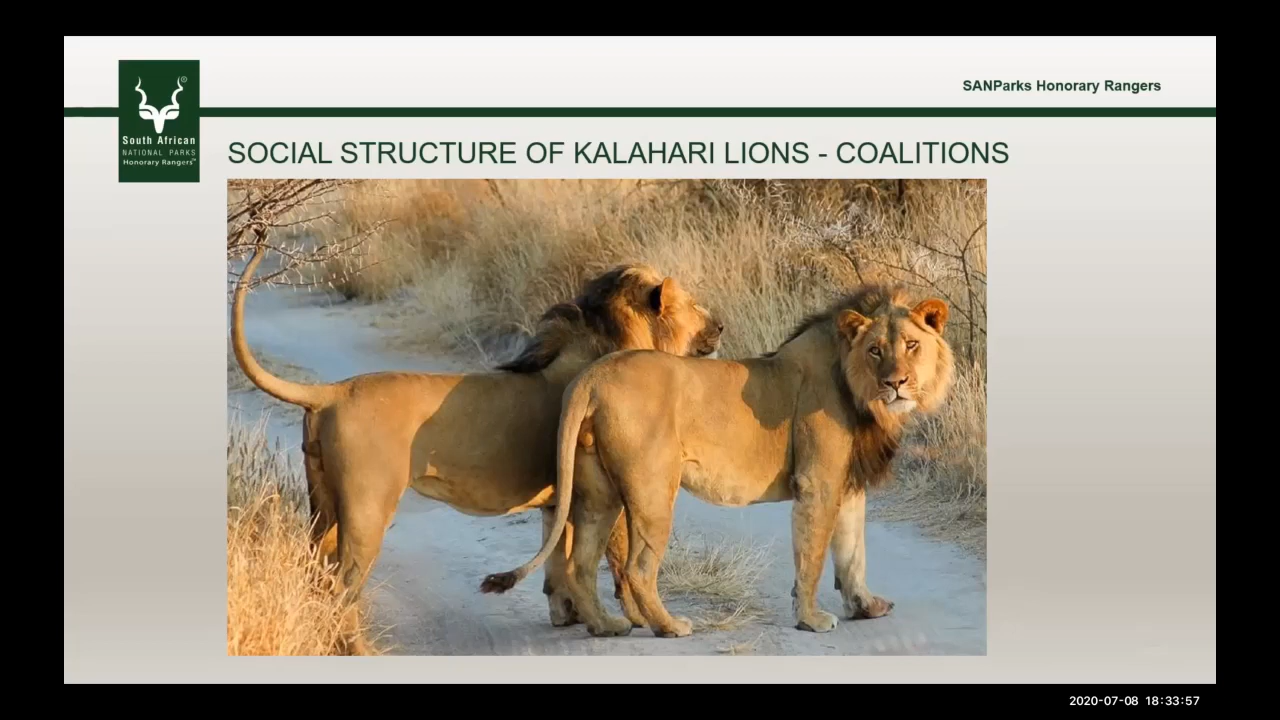 SANParks Honorary Rangers
South African
NATIONAL PARKS
Honorary Rangers™
SOCIAL STRUCTURE OF KALAHARI LIONS - COALITIONS
2020-07-08 18:33:57